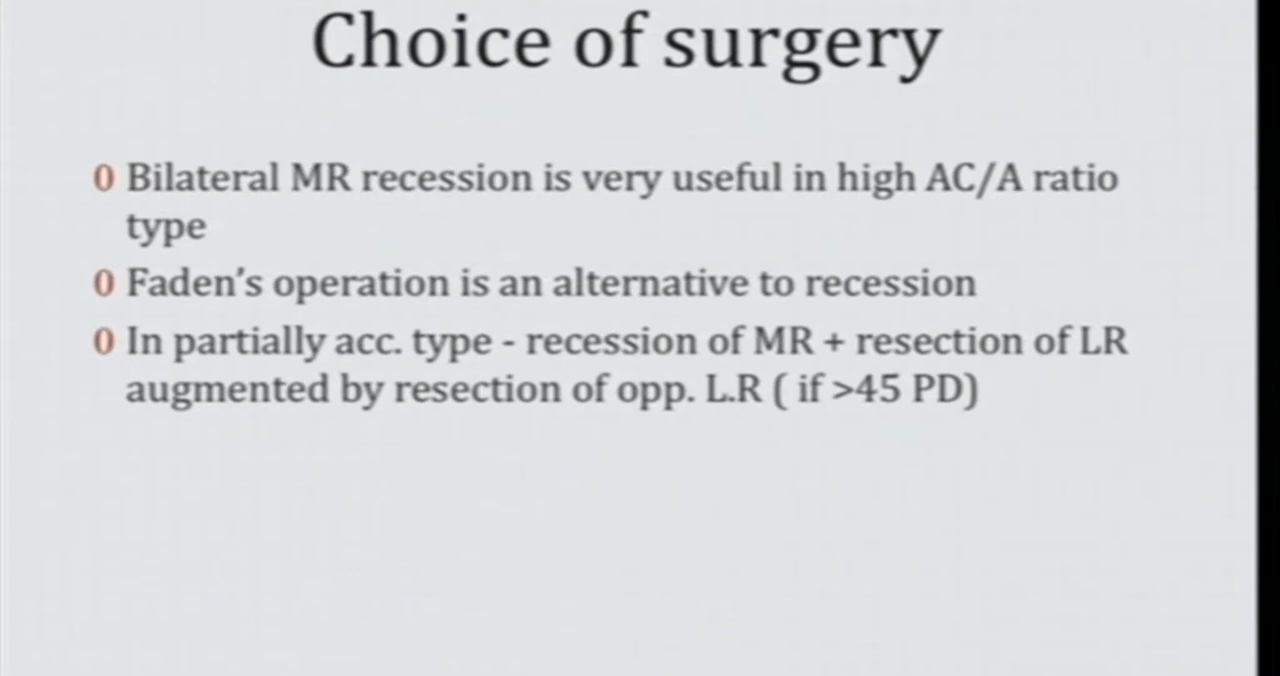 Choice of surgery
0 Bilateral MR recession is very useful in high AC/A ratio
type
0 Faden's operation is an alternative to recession
0 In partially acc. type - recession of MR + resection of LR
augmented by resection of opp. L.R ( if >45 PD)